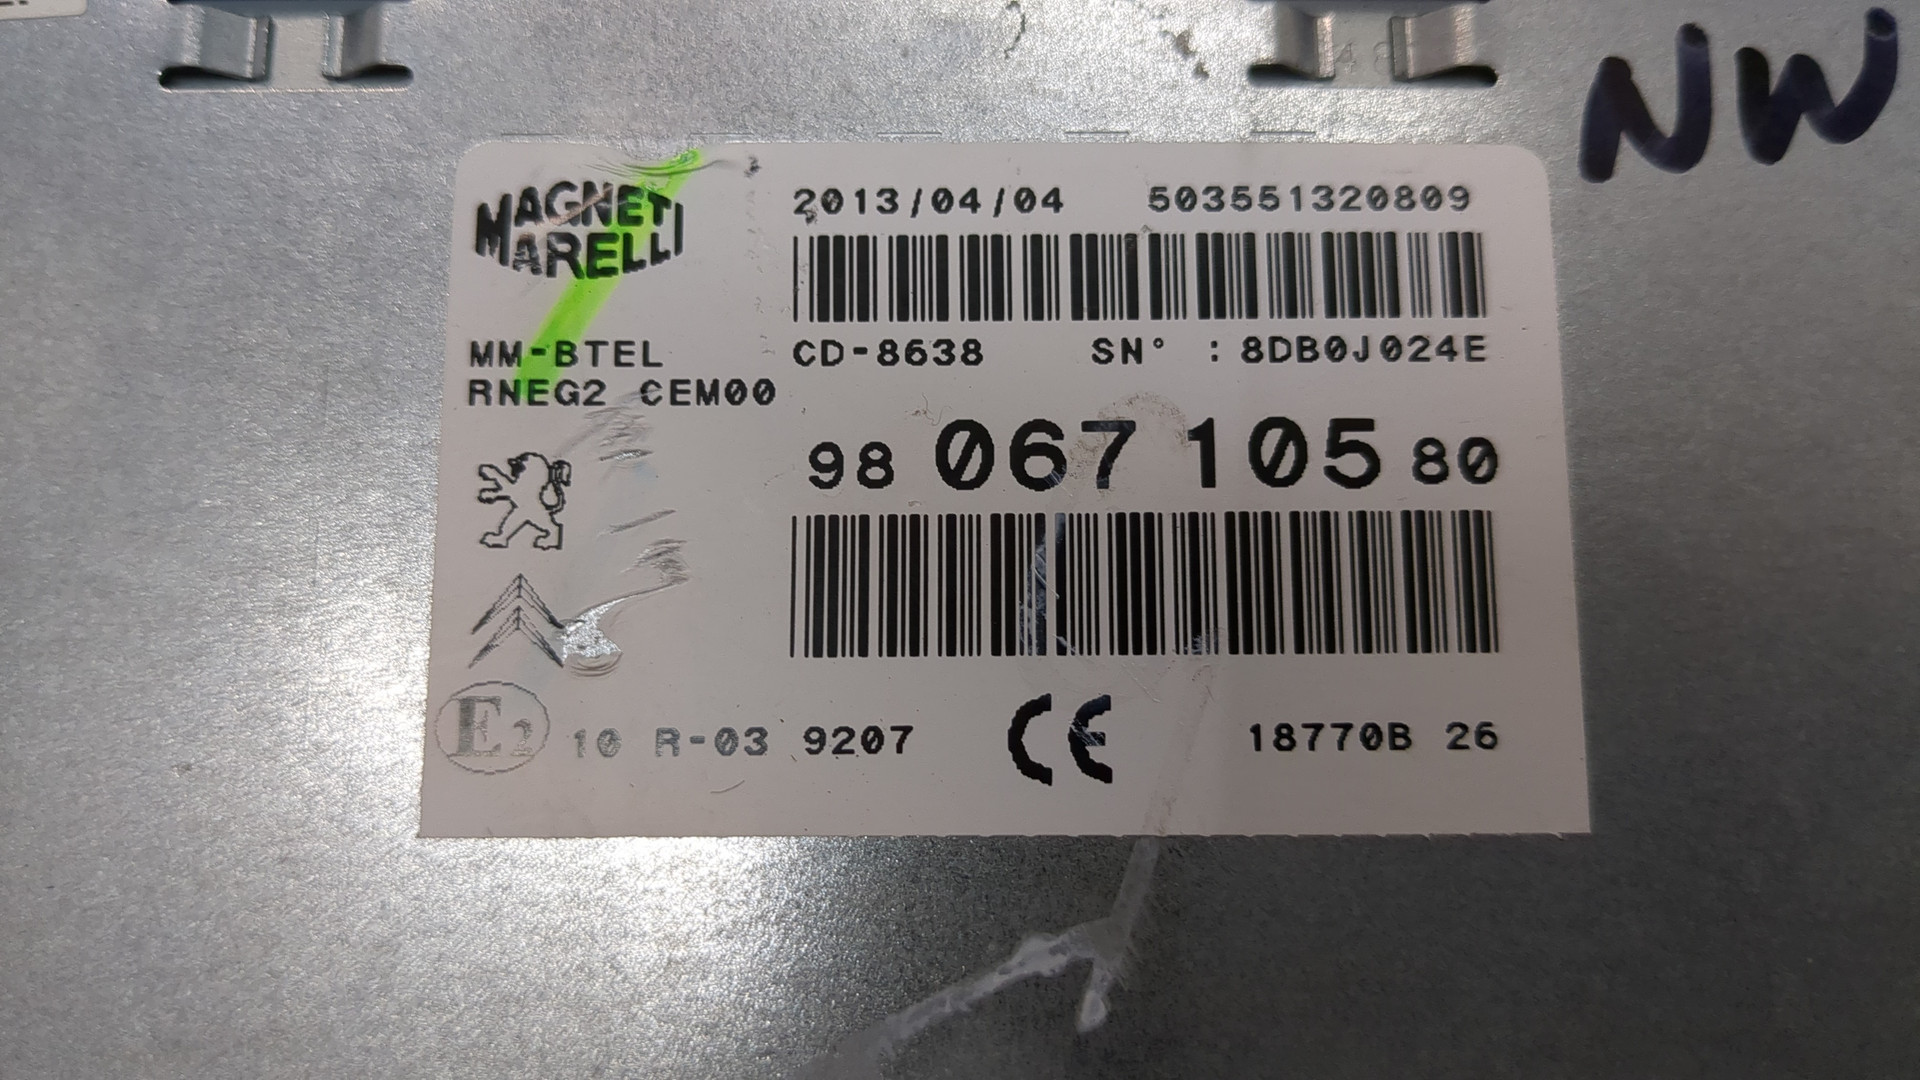 NW
MAGNETI
MARELLI
2013/04/04 503551320809
MM-BTEL
RNEG2 CEM00
CD-8638 SN° : 8DB0J024E
98 067 105 80
E2 10 R-03 9207 CE 18770B 26